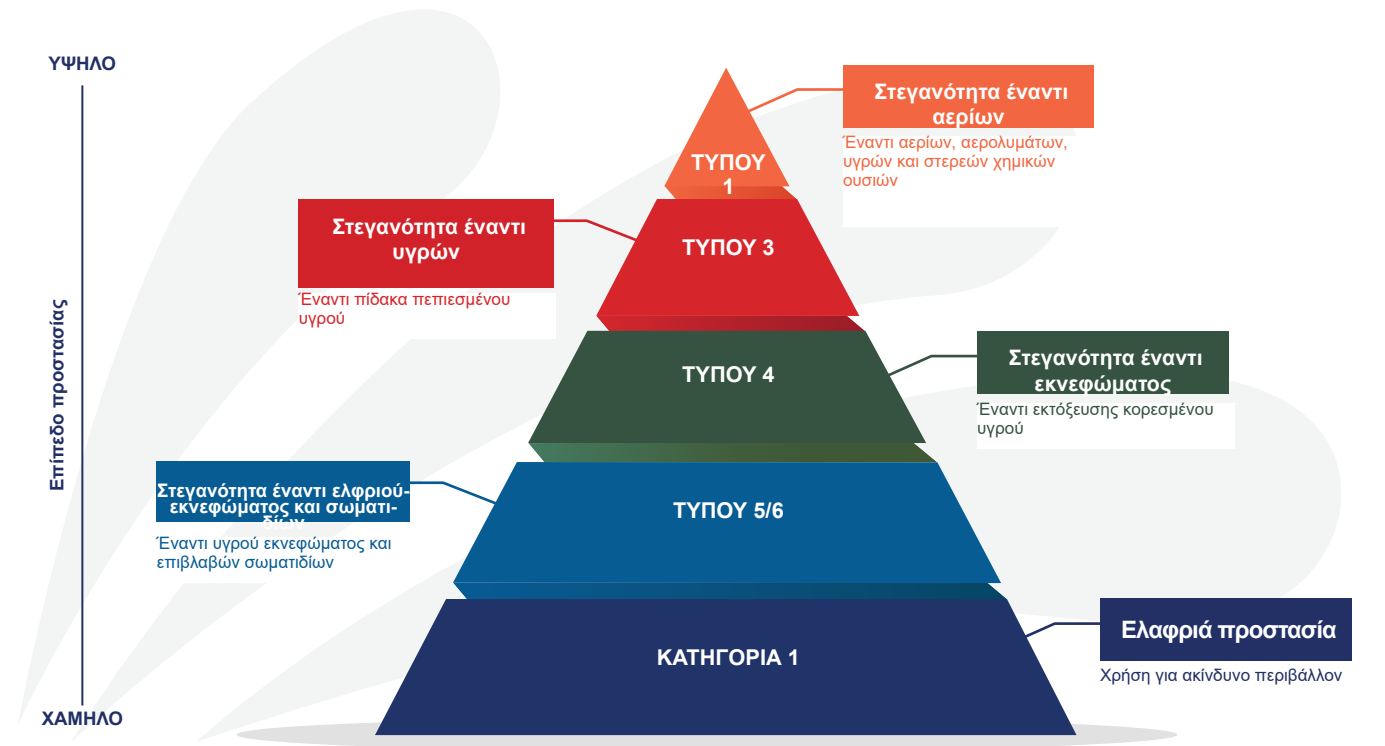 ΥΨΗΛΟ
Επίπεδο προστασίας
ΧΑΜΗΛΟ
Στεγανότητα έναντι
αερίων
Έναντι αερίων, αερολυμάτων,
υγρών και στερεών χημικών
ουσιών
ΤΥΠΟΥ
1
Στεγανότητα έναντι
υγρών
Έναντι πίδακα πεπιεσμένου
υγρού
ΤΥΠΟΥ 3
Στεγανότητα έναντι
εκνεφώματος
Έναντι εκτόξευσης κορεσμένου
υγρού
ΤΥΠΟΥ 4
Στεγανότητα έναντι ελφριού-
εκνεφώματος και σωματι-
δίων
Έναντι υγρού εκνεφώματος και
επιβλαβών σωματιδίων
ΤΥΠΟΥ 5/6
Ελαφριά προστασία
Χρήση για ακίνδυνο περιβάλλον
ΚΑΤΗΓΟΡΙΑ 1